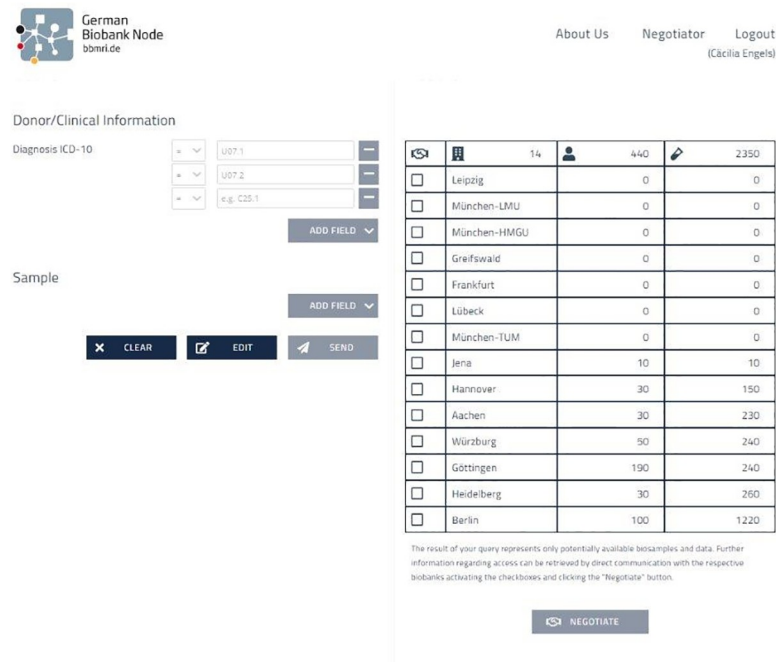 German
Biobank Node
bbmri.de
About Us Negotiator Logout
(Cäcilia Engels)
Donor/Clinical Information
Diagnosis ICD-10 = U07.1
= U07.2
= e.g. C25.1
ADD FIELD
Sample
ADD FIELD
CLEAR EDIT SEND
14 440 2350
Leipzig 0 0
München-LMU 0 0
München-HMGU 0 0
Greifswald 0 0
Frankfurt 0 0
Lübeck 0 0
München-TUM 0 0
Jena 10 10
Hannover 30 150
Aachen 30 230
Würzburg 50 240
Göttingen 190 240
Heidelberg 30 260
Berlin 100 1220
The result of your query represents only potentially available biosamples and data. Further
information regarding access can be retrieved by direct communication with the respective
biobanks activating the checkboxes and clicking the "Negotiate" button.
NEGOTIATE